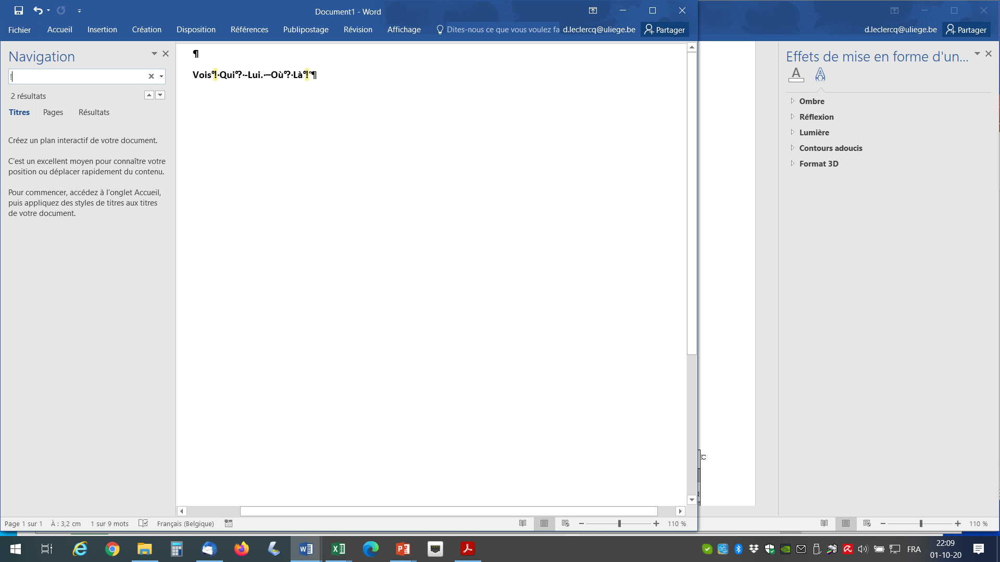 Document1 - Word
Fichier Accueil Insertion Création Disposition Références Publipostage Révision Affichage Dites-nous ce que vous voulez fa d.leclercq@uliege.be Partager
d.leclercq@uliege.be Partager
Navigation
!
2 résultats
Titres Pages Résultats
Créez un plan interactif de votre document.
C'est un excellent moyen pour connaître votre
position ou déplacer rapidement du contenu.
Pour commencer, accédez à l'onglet Accueil,
puis appliquez des styles de titres aux titres
de votre document.
¶
Vois°!·Qui°?·-Lui.·–Où°?·Là°!°¶
Effets de mise en forme d'un...
A A
Ombre
Réflexion
Lumière
Contours adoucis
Format 3D
¤
Page 1 sur 1 À : 3,2 cm 1 sur 9 mots Français (Belgique) 110 %
110 %
FRA
22:09
01-10-20